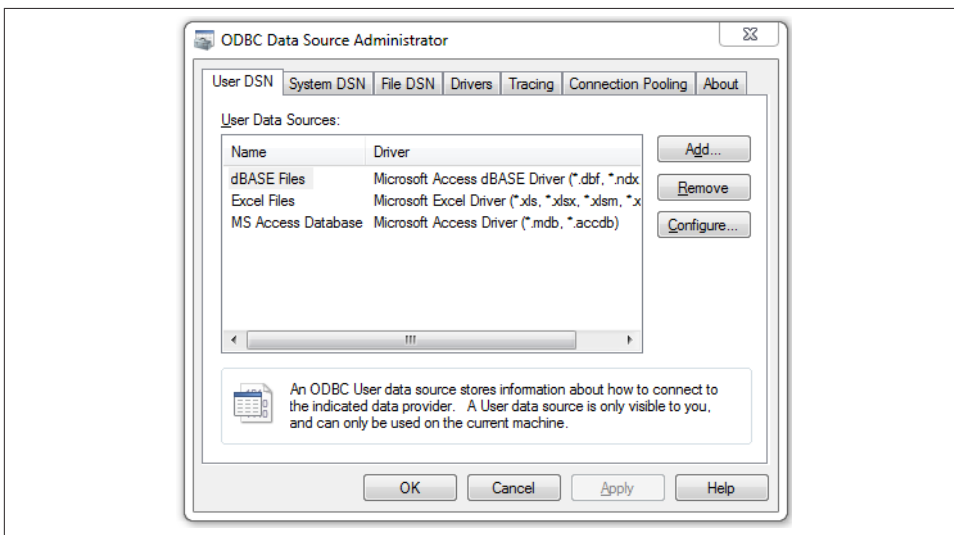 ODBC Data Source Administrator
User DSN System DSN File DSN Drivers Tracing Connection Pooling About
User Data Sources:
Name Driver
dBASE Files Microsoft Access dBASE Driver (*.dbf, *.ndx
Excel Files Microsoft Excel Driver (*.xls, *.xlsx, *.xlsm, *.x
MS Access Database Microsoft Access Driver (*.mdb, *.accdb)
Add...
Remove
Configure...
An ODBC User data source stores information about how to connect to
the indicated data provider. A User data source is only visible to you,
and can only be used on the current machine.
OK Cancel Apply Help